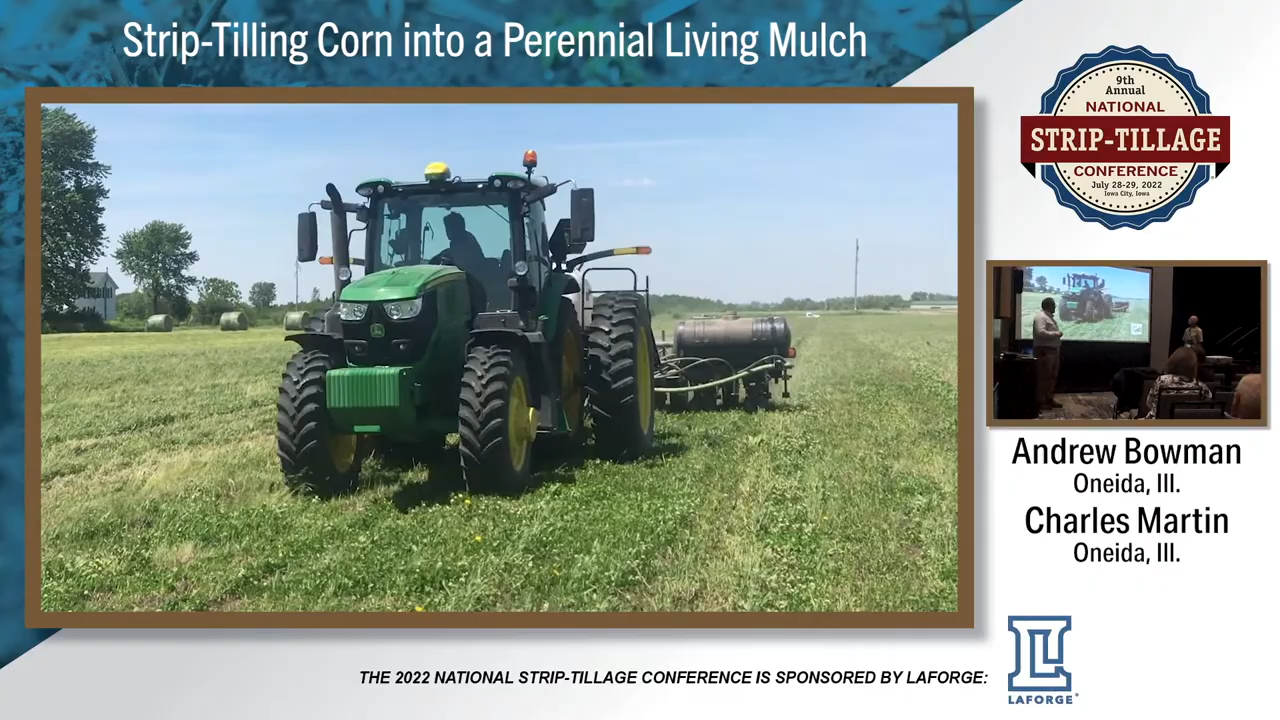 Strip-Tilling Corn into a Perennial Living Mulch
9th
Annual
NATIONAL
STRIP-TILLAGE
CONFERENCE
July 28-29, 2022
Iowa City, Iowa
Andrew Bowman
Oneida, Ill.
Charles Martin
Oneida, Ill.
THE 2022 NATIONAL STRIP-TILLAGE CONFERENCE IS SPONSORED BY LAFORGE:
LAFORGE